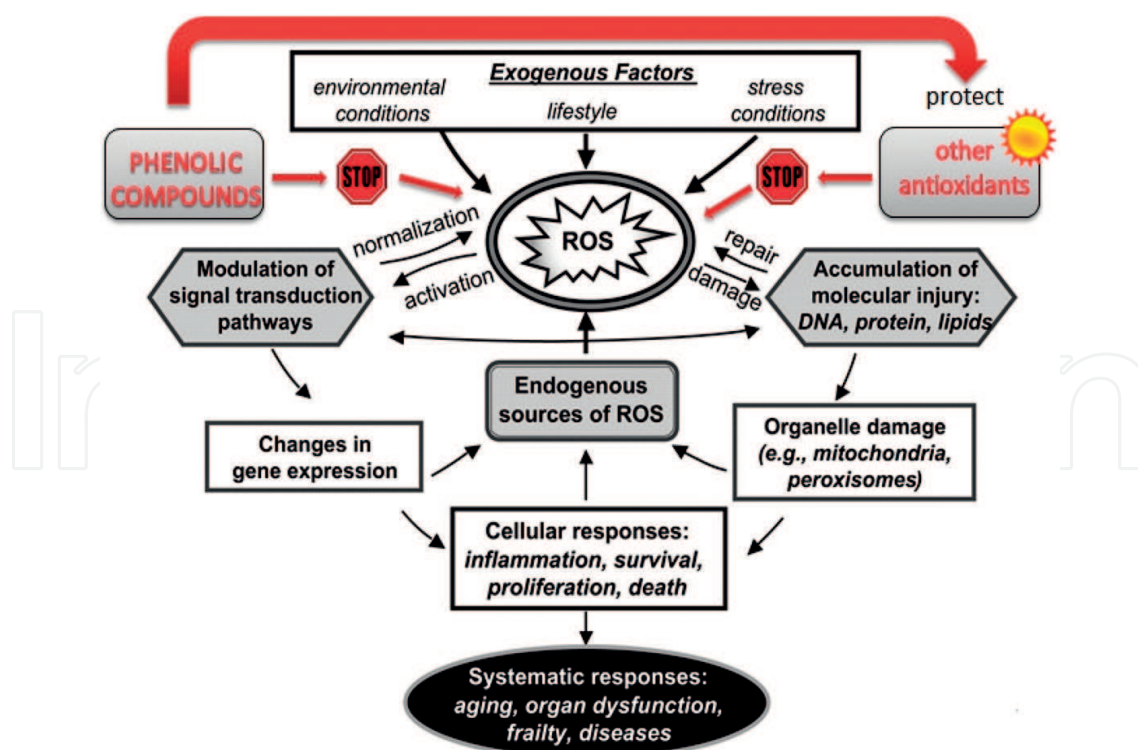 Exogenous Factors
environmental
conditions
lifestyle
stress
conditions
protect
PHENOLIC
COMPOUNDS
STOP
ROS
STOP
other
antioxidants
normalization
activation
repair
damage
Modulation of
signal transduction
pathways
Accumulation of
molecular injury:
DNA, protein, lipids
Endogenous
sources of ROS
Changes in
gene expression
Organelle damage
(e.g., mitochondria,
peroxisomes)
Cellular responses:
inflammation, survival,
proliferation, death
Systematic responses:
aging, organ dysfunction,
frailty, diseases